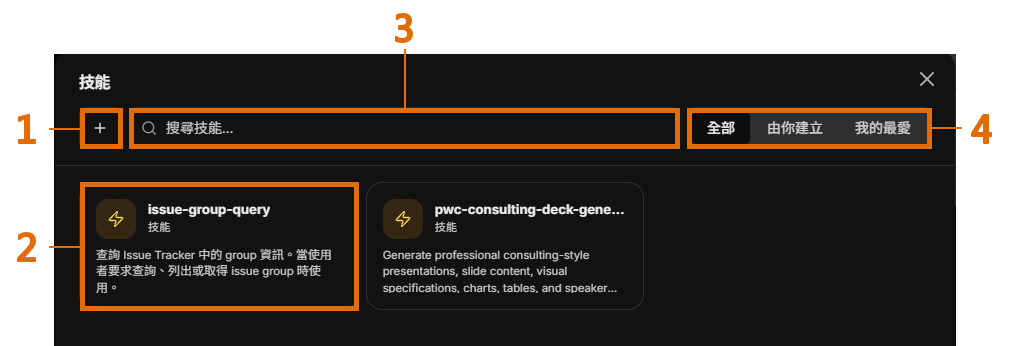 3
技能
1
搜尋技能...
全部 由你建立 我的最愛
4
2
issue-group-query
技能
查詢 Issue Tracker 中的 group 資訊。當使用
者要求查詢、列出或取得 issue group 時使
用。
pwc-consulting-deck-gene...
技能
Generate professional consulting-style
presentations, slide content, visual
specifications, charts, tables, and speaker...